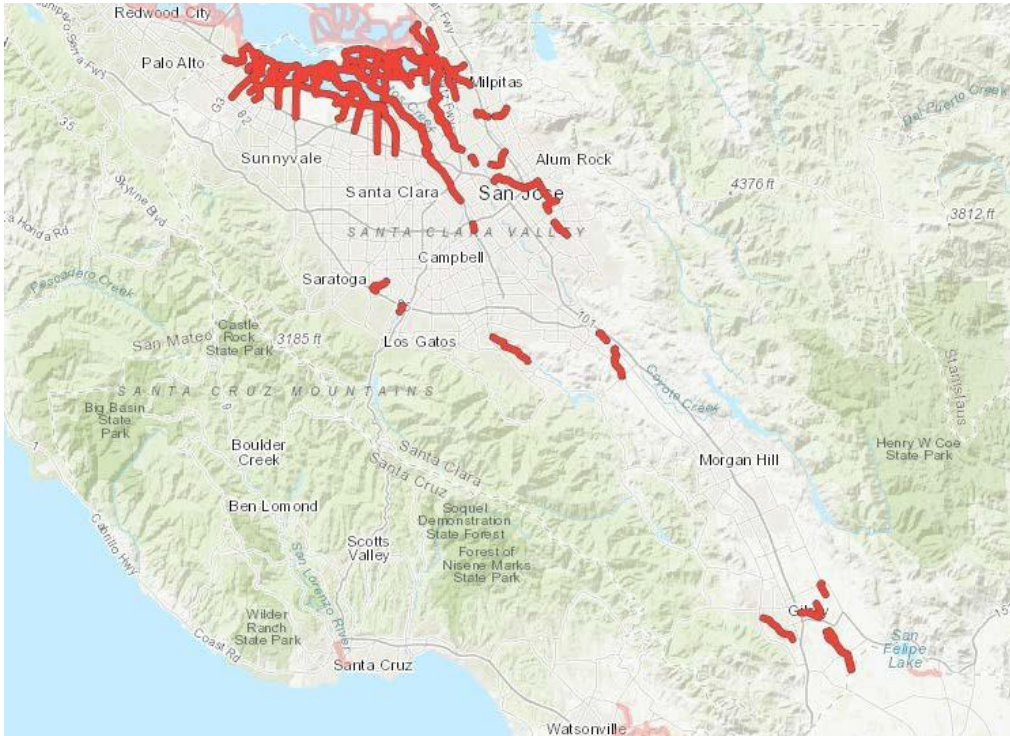 Redwood City
Palo Alto
Milpitas
Del Puerto Creek
G3
82
35
Sunnyvale
Alum Rock
Skyline Blvd
Santa Clara
San Jose
4376 ft
3812 ft
Honda Rd
SANTA CLARA VALLEY
Campbell
Pescadero Creek
Saratoga
85
101
Castle
Rock
State Park
San Mateo
3185 ft
Los Gatos
Coyote Creek
Stanislaus
SANTA CRUZ MOUNTAINS
Big Basin
State
Park
9
1
Boulder
Creek
Santa Clara
Santa Cruz
Morgan Hill
Henry W Coe
State Park
Ben Lomond
Soquel
Demonstration
State Forest
Cabrillo Hwy
Scotts
Valley
Forest of
Nisene Marks
State Park
San Lorenzo River
Wilder
Ranch
State Park
Coast Rd
San
Felipe
Lake
Santa Cruz
Watsonville